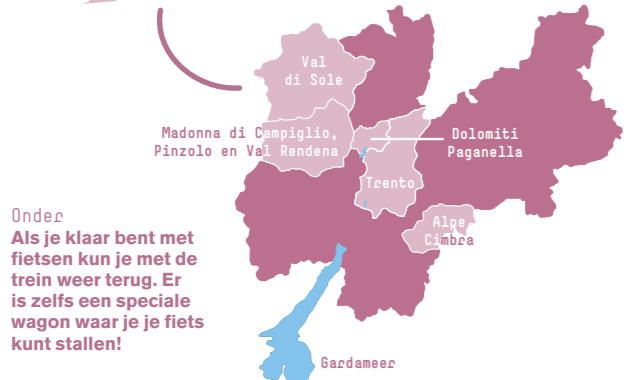 Val
di Sole
Madonna di Campiglio,
Pinzolo en Val Rendena
Dolomiti
Paganella
Trento
Alpe
Cimbra
Onder
Als je klaar bent met
fietsen kun je met de
trein weer terug. Er
is zelfs een speciale
wagon waar je je fiets
kunt stallen!
Gardameer